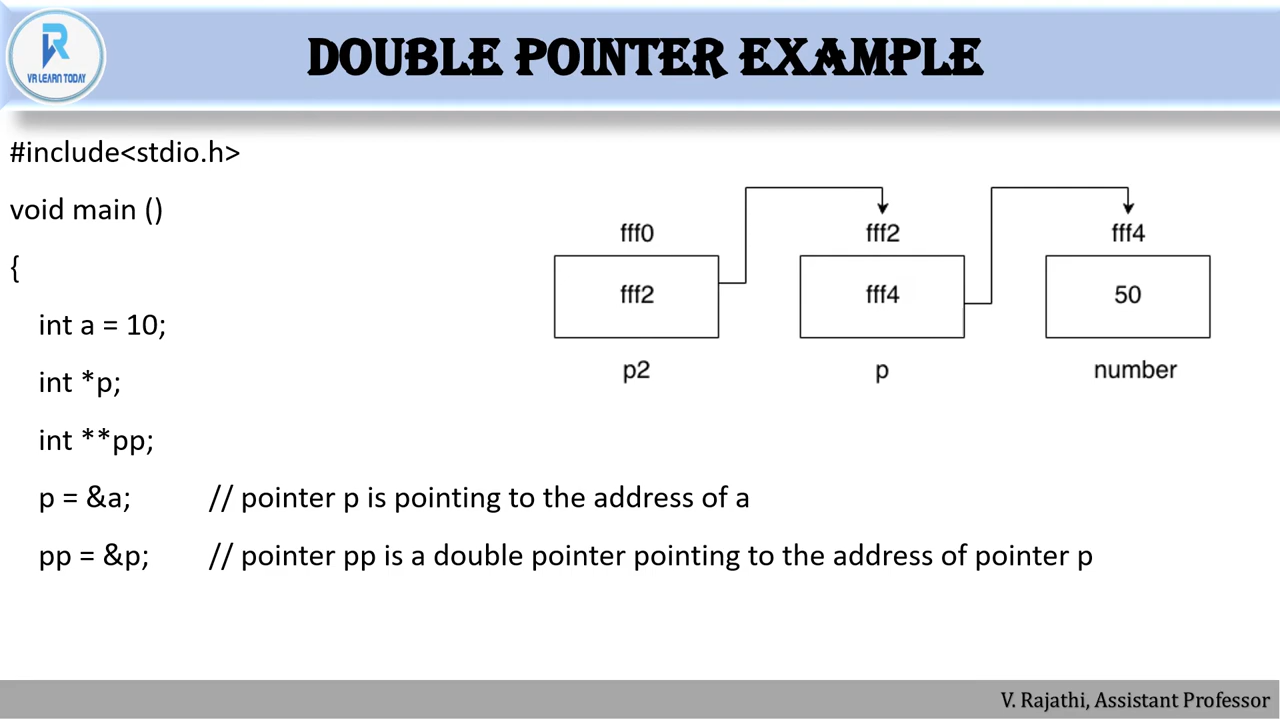 VR LEARN TODAY
DOUBLE POINTER EXAMPLE
#include<stdio.h>
void main ()
{
int a = 10;
int *p;
int **pp;
p = &a; // pointer p is pointing to the address of a
pp = &p; // pointer pp is a double pointer pointing to the address of pointer p
fff0 fff2 fff4
fff2 fff4 50
p2 p number
V. Rajathi, Assistant Professor